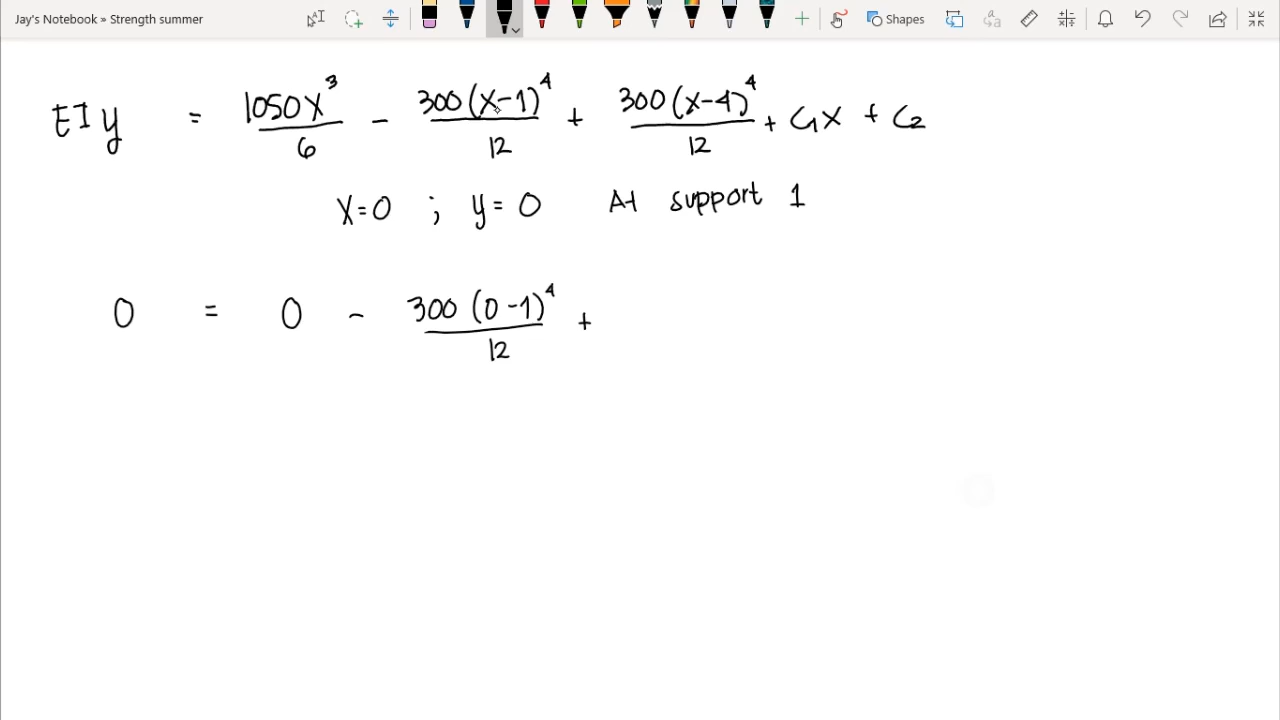 Jay's Notebook » Strength summer
Shapes
EIy = 1050x³/6 - 300(x-1)⁴/12 + 300(x-4)⁴/12 + C₁x + C₂
x=0 ; y=0 At support 1
0 = 0 - 300(0-1)⁴/12 +